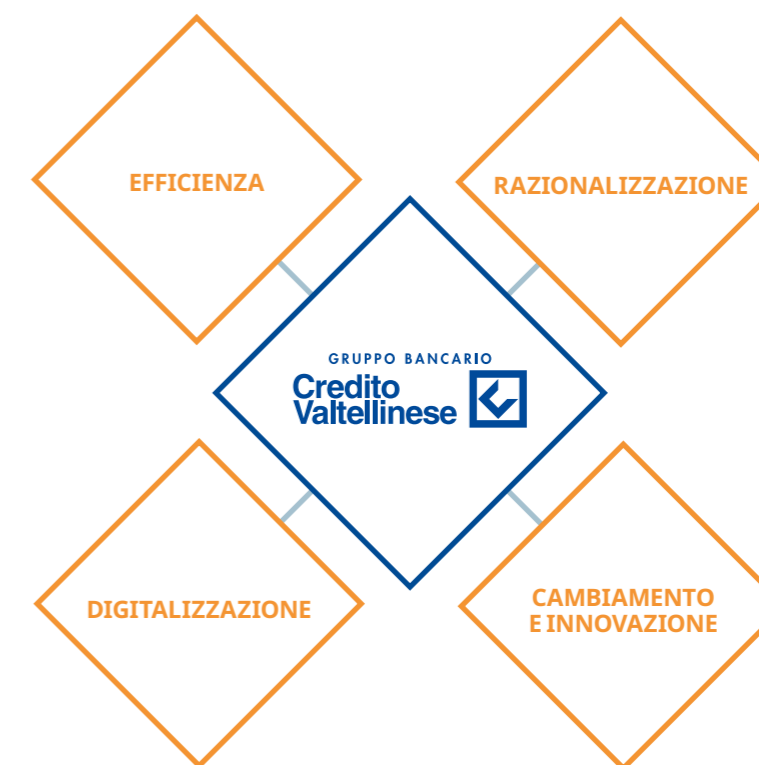 EFFICIENZA
RAZIONALIZZAZIONE
GRUPPO BANCARIO
Credito
Valtellinese
DIGITALIZZAZIONE
CAMBIAMENTO
E INNOVAZIONE